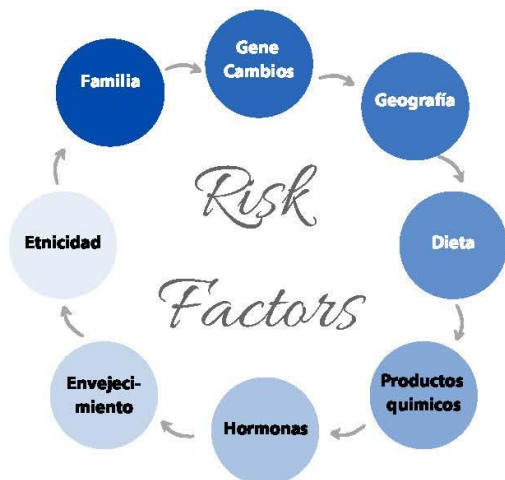 Gene
Cambios
Familia
Geografía
Risk
Etnicidad
Dieta
Factors
Envejeci-
miento
Productos
quimicos
Hormonas